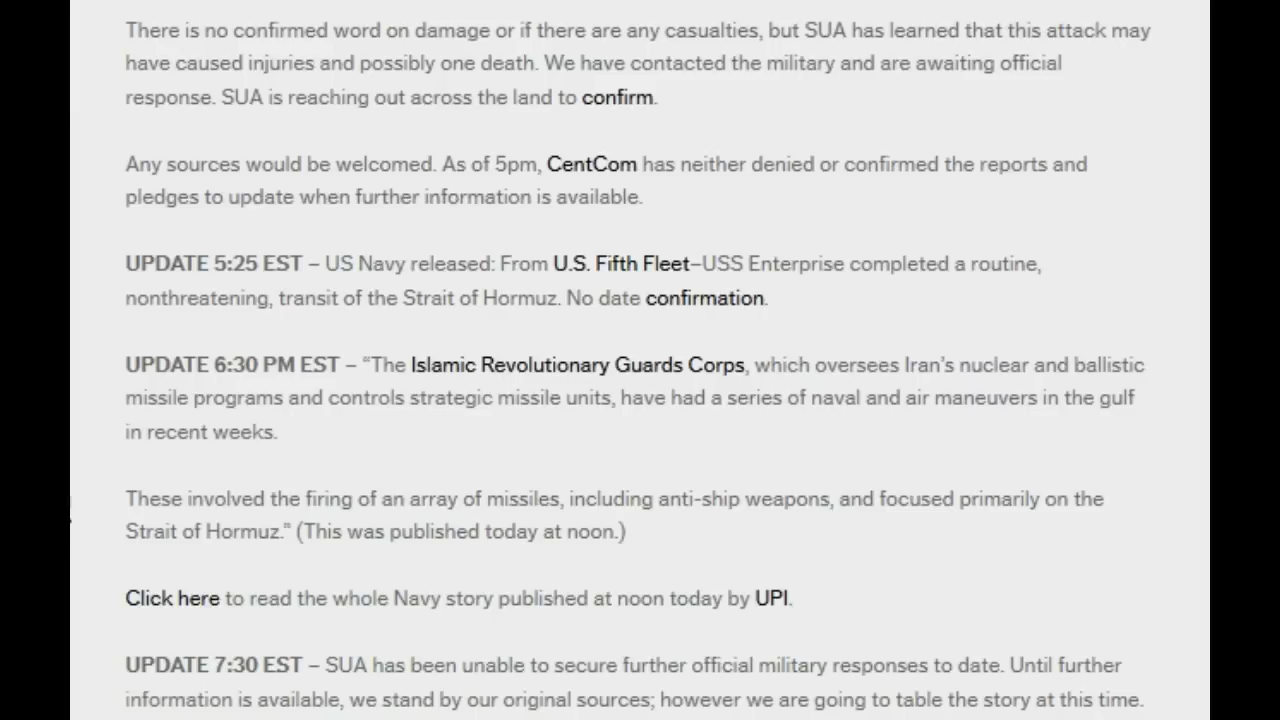 There is no confirmed word on damage or if there are any casualties, but SUA has learned that this attack may
have caused injuries and possibly one death. We have contacted the military and are awaiting official
response. SUA is reaching out across the land to confirm.
Any sources would be welcomed. As of 5pm, CentCom has neither denied or confirmed the reports and
pledges to update when further information is available.
UPDATE 5:25 EST – US Navy released: From U.S. Fifth Fleet–USS Enterprise completed a routine,
nonthreatening, transit of the Strait of Hormuz. No date confirmation.
UPDATE 6:30 PM EST – “The Islamic Revolutionary Guards Corps, which oversees Iran’s nuclear and ballistic
missile programs and controls strategic missile units, have had a series of naval and air maneuvers in the gulf
in recent weeks.
These involved the firing of an array of missiles, including anti-ship weapons, and focused primarily on the
Strait of Hormuz.” (This was published today at noon.)
Click here to read the whole Navy story published at noon today by UPI.
UPDATE 7:30 EST – SUA has been unable to secure further official military responses to date. Until further
information is available, we stand by our original sources; however we are going to table the story at this time.